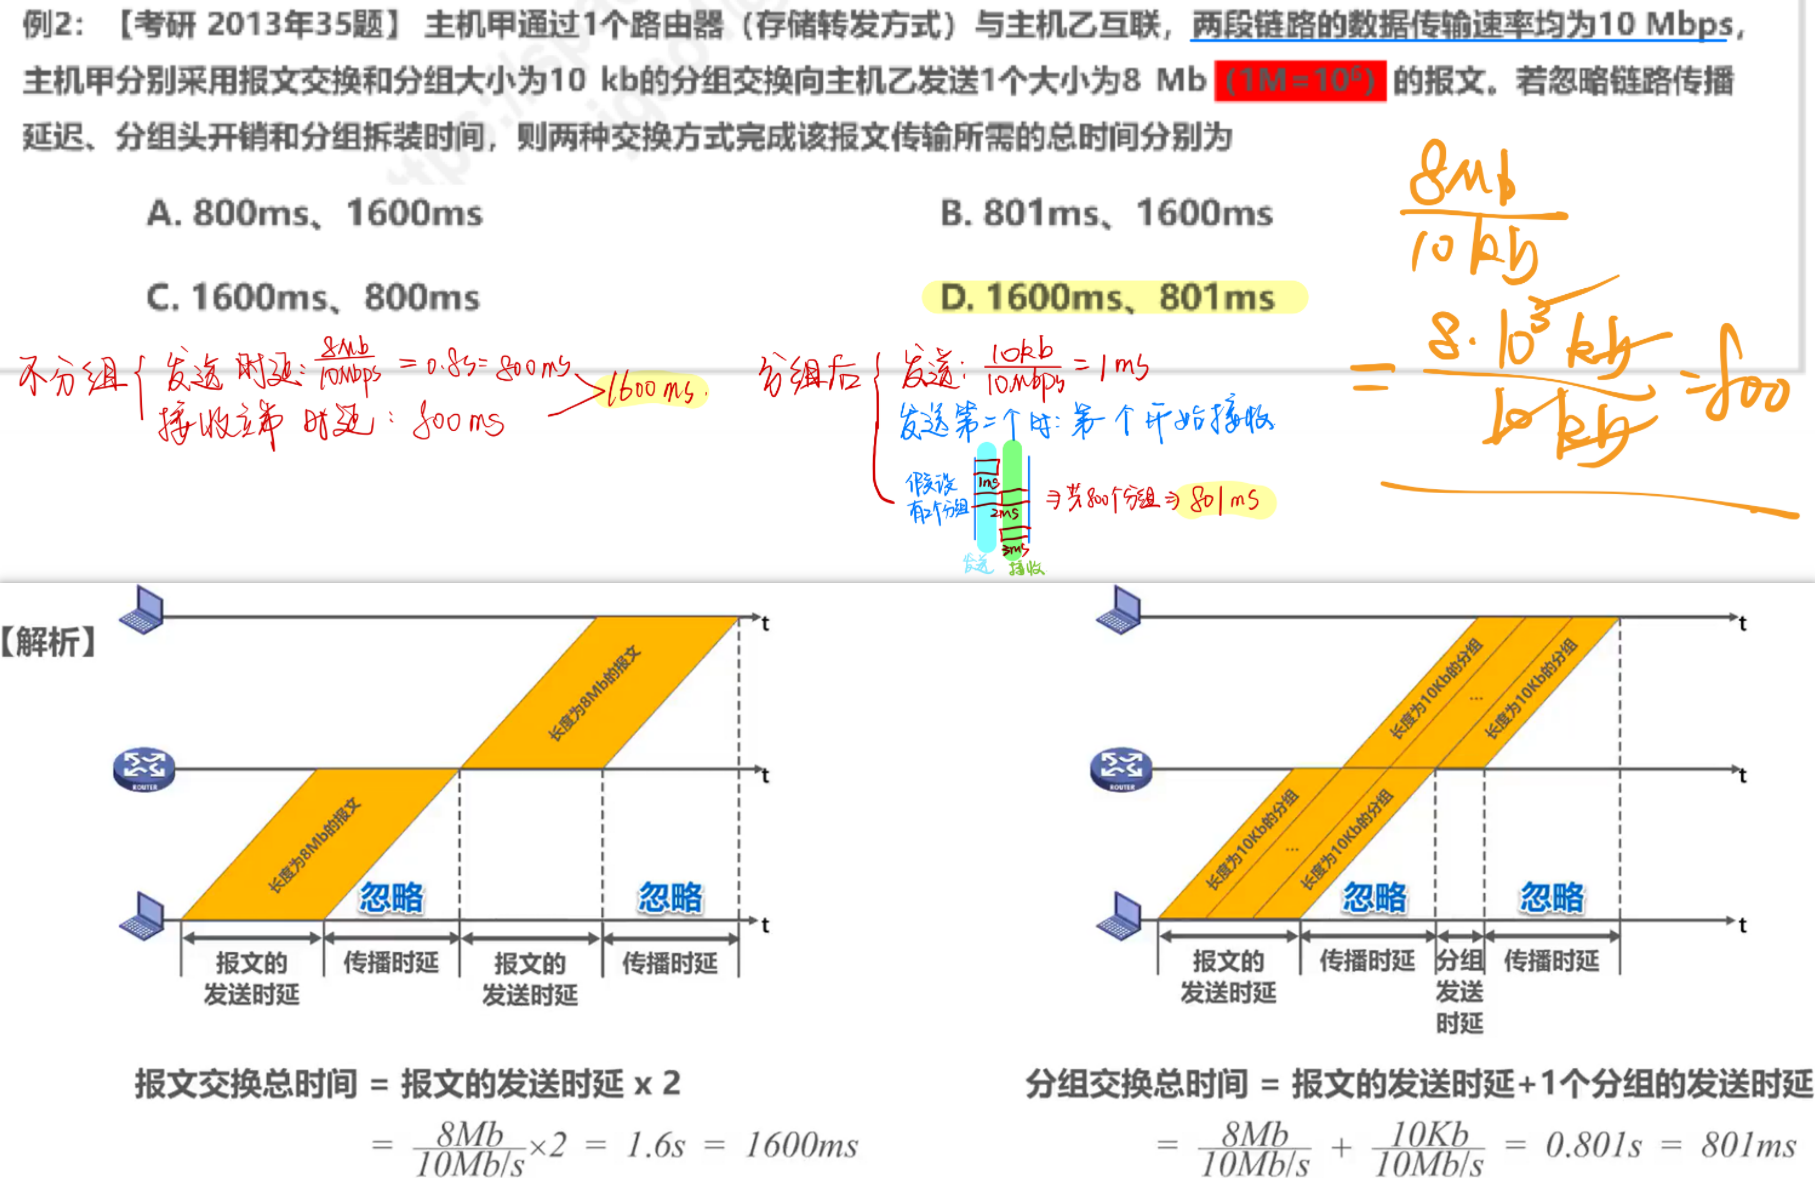 例2：【考研 2013年35题】 主机甲通过1个路由器（存储转发方式）与主机乙互联，两段链路的数据传输速率均为10 Mbps，
主机甲分别采用报文交换和分组大小为10 kb的分组交换向主机乙发送1个大小为8 Mb（1M=10⁶）的报文。若忽略链路传播
延迟、分组头开销和分组拆装时间，则两种交换方式完成该报文传输所需的总时间分别为
A. 800ms、1600ms
B. 801ms、1600ms
C. 1600ms、800ms
D. 1600ms、801ms
8Mb
10kb
= 8·10³ kb / 10 kb = 800
不分组
发送时延: 8Mb / 10Mbps = 0.8s = 800ms
接收 时延: 800ms
1600ms.
分组后
发送: 10kb / 10Mbps = 1ms
发送第二个时: 第一个开始接收
假设
有2个分组
1ms
2ms
3ms
发送
接收
⇒共800个分组⇒801ms
【解析】
t
长度为8Mb的报文
ROUTER
t
长度为8Mb的报文
忽略
忽略
t
报文的
发送时延
传播时延
报文的
发送时延
传播时延
报文交换总时间 = 报文的发送时延 x 2
= 8Mb / 10Mb/s ×2 = 1.6s = 1600ms
t
长度为10Kb的分组
...
长度为10Kb的分组
ROUTER
t
长度为10Kb的分组
...
长度为10Kb的分组
忽略
忽略
t
报文的
发送时延
传播时延
分组
发送
时延
传播时延
分组交换总时间 = 报文的发送时延+1个分组的发送时延
= 8Mb / 10Mb/s + 10Kb / 10Mb/s = 0.801s = 801ms